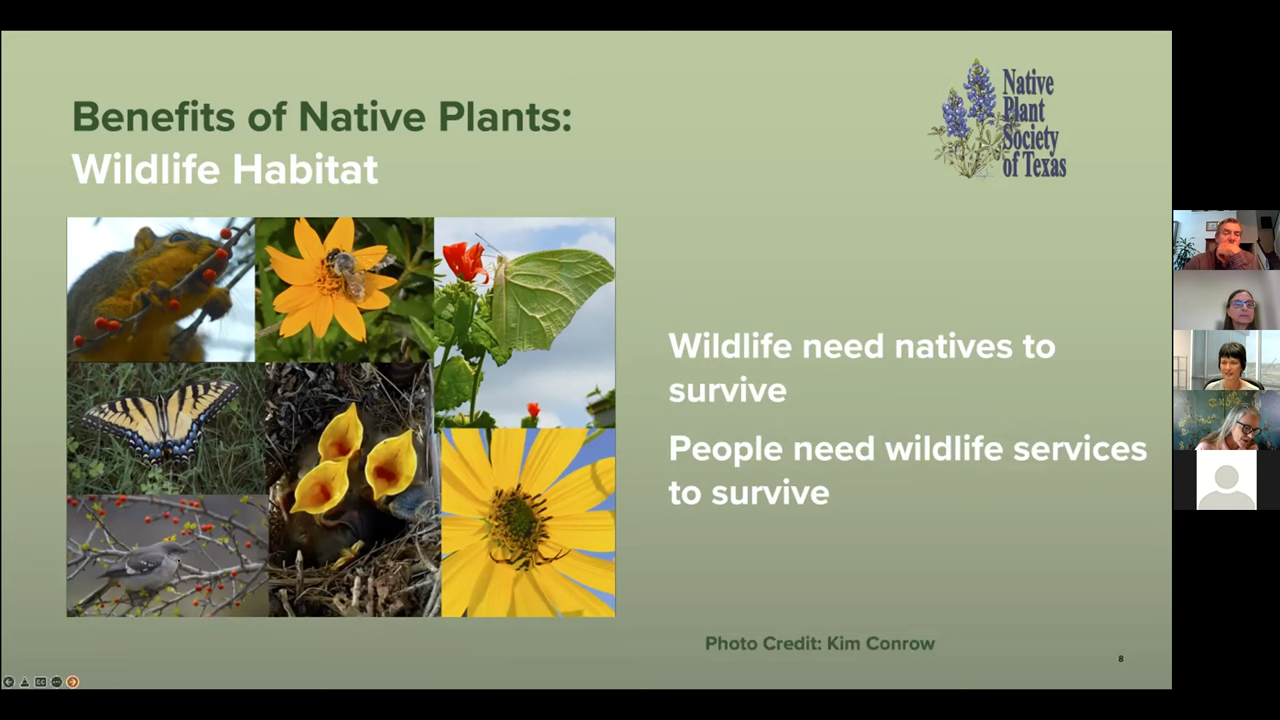 Benefits of Native Plants:
Wildlife Habitat
Native
Plant
Society
of Texas
Wildlife need natives to
survive
People need wildlife services
to survive
Photo Credit: Kim Conrow
8